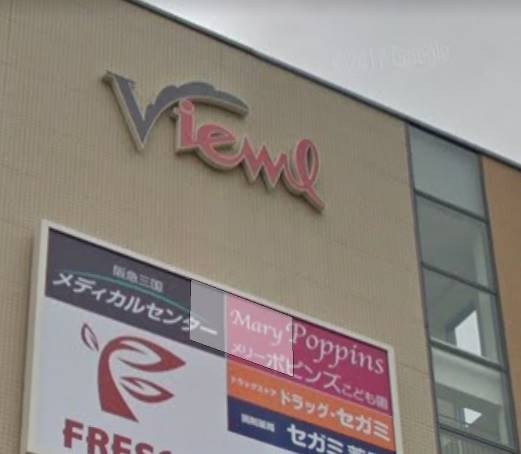 Vieml
阪急三国
メディカルセンター
Mary Poppins
メリーポピンズこども園
ドラッグストア ドラッグ・セガミ
調剤薬局 セガミ薬
FRES